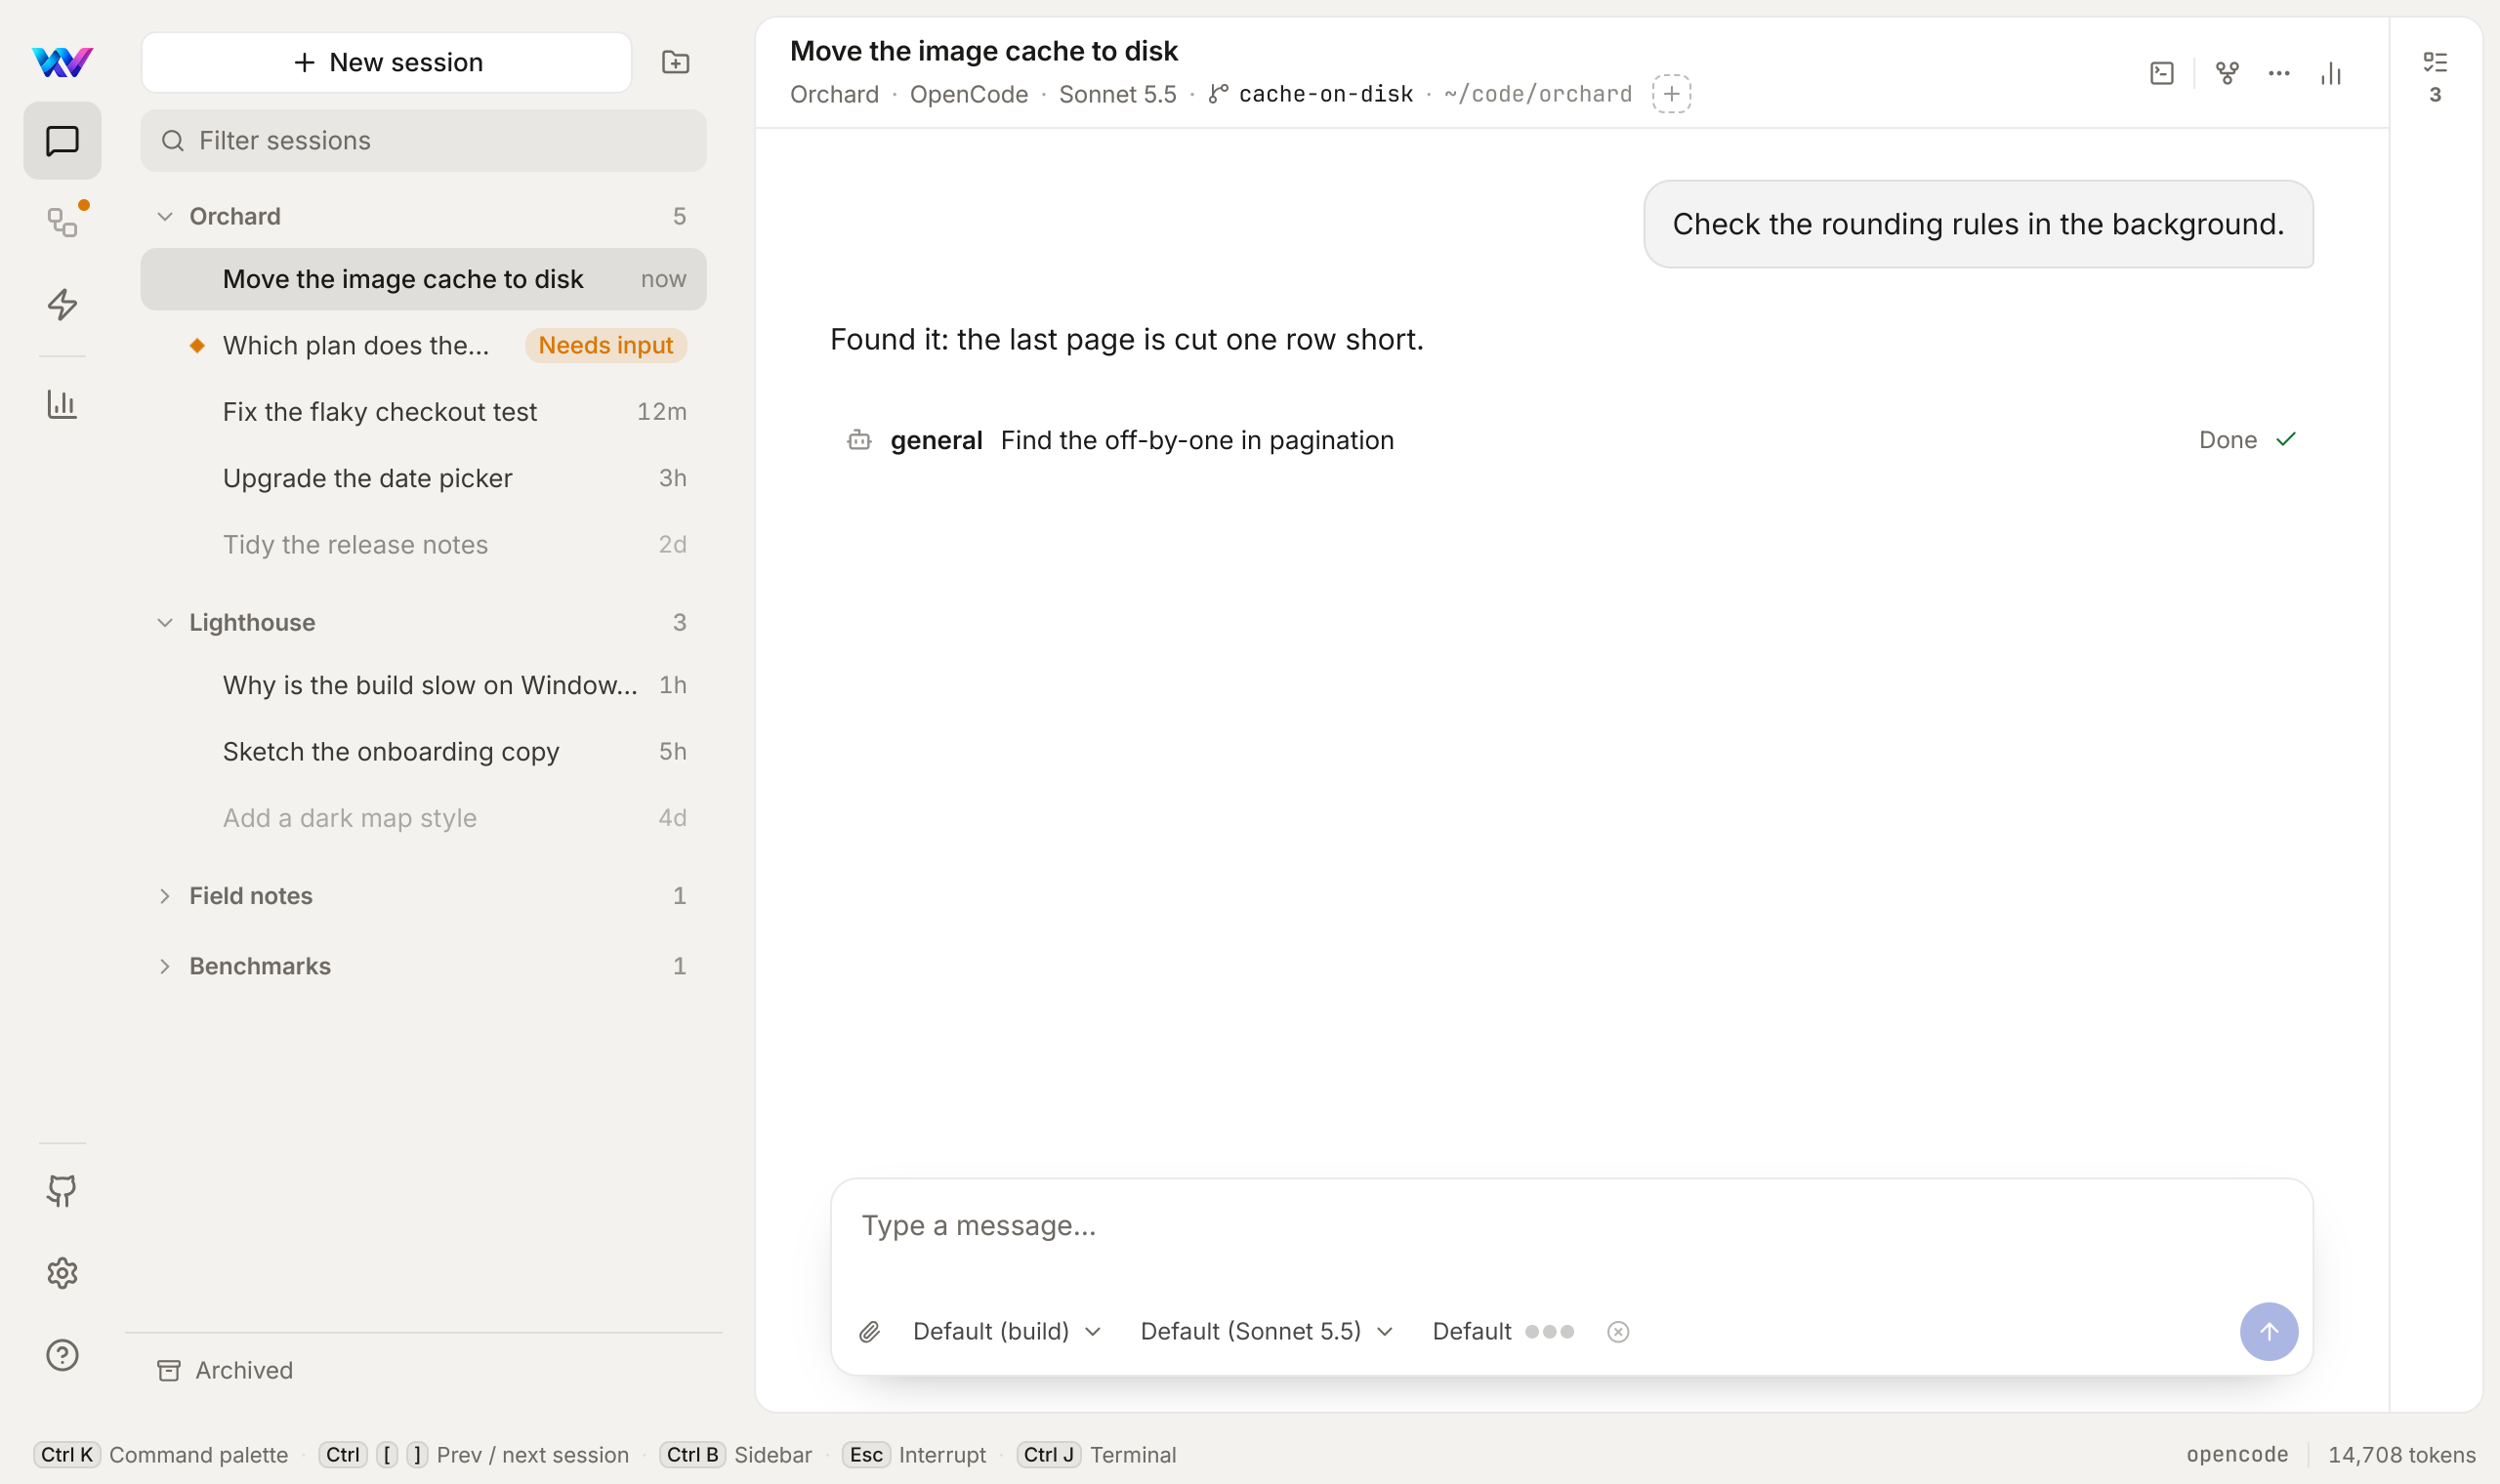 New session
Filter sessions
Orchard 5
Move the image cache to disk now
Which plan does the... Needs input
Fix the flaky checkout test 12m
Upgrade the date picker 3h
Tidy the release notes 2d
Lighthouse 3
Why is the build slow on Window... 1h
Sketch the onboarding copy 5h
Add a dark map style 4d
Field notes 1
Benchmarks 1
Archived
Move the image cache to disk
Orchard · OpenCode · Sonnet 5.5 · cache-on-disk · ~/code/orchard
3
Check the rounding rules in the background.
Found it: the last page is cut one row short.
general Find the off-by-one in pagination Done
Type a message...
Default (build) Default (Sonnet 5.5) Default
Ctrl K Command palette · Ctrl [ ] Prev / next session · Ctrl B Sidebar · Esc Interrupt · Ctrl J Terminal
opencode 14,708 tokens